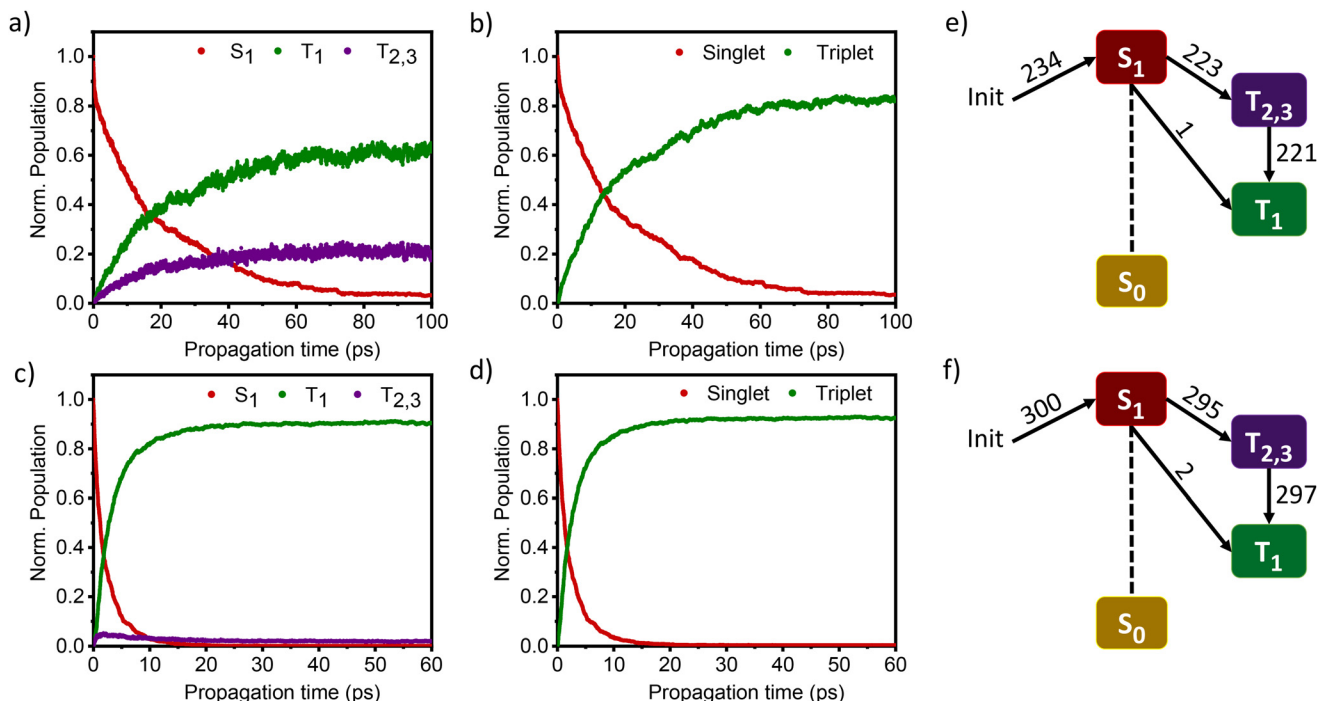 a)
S1 T1 T2,3
Norm. Population
1.0
0.8
0.6
0.4
0.2
0.0
0 20 40 60 80 100
Propagation time (ps)
b)
Singlet Triplet
Norm. Population
1.0
0.8
0.6
0.4
0.2
0.0
0 20 40 60 80 100
Propagation time (ps)
e)
Init
234
S1
223
T2,3
1
221
T1
S0
c)
S1 T1 T2,3
Norm. Population
1.0
0.8
0.6
0.4
0.2
0.0
0 10 20 30 40 50 60
Propagation time (ps)
d)
Singlet Triplet
Norm. Population
1.0
0.8
0.6
0.4
0.2
0.0
0 10 20 30 40 50 60
Propagation time (ps)
f)
Init
300
S1
295
T2,3
2
297
T1
S0